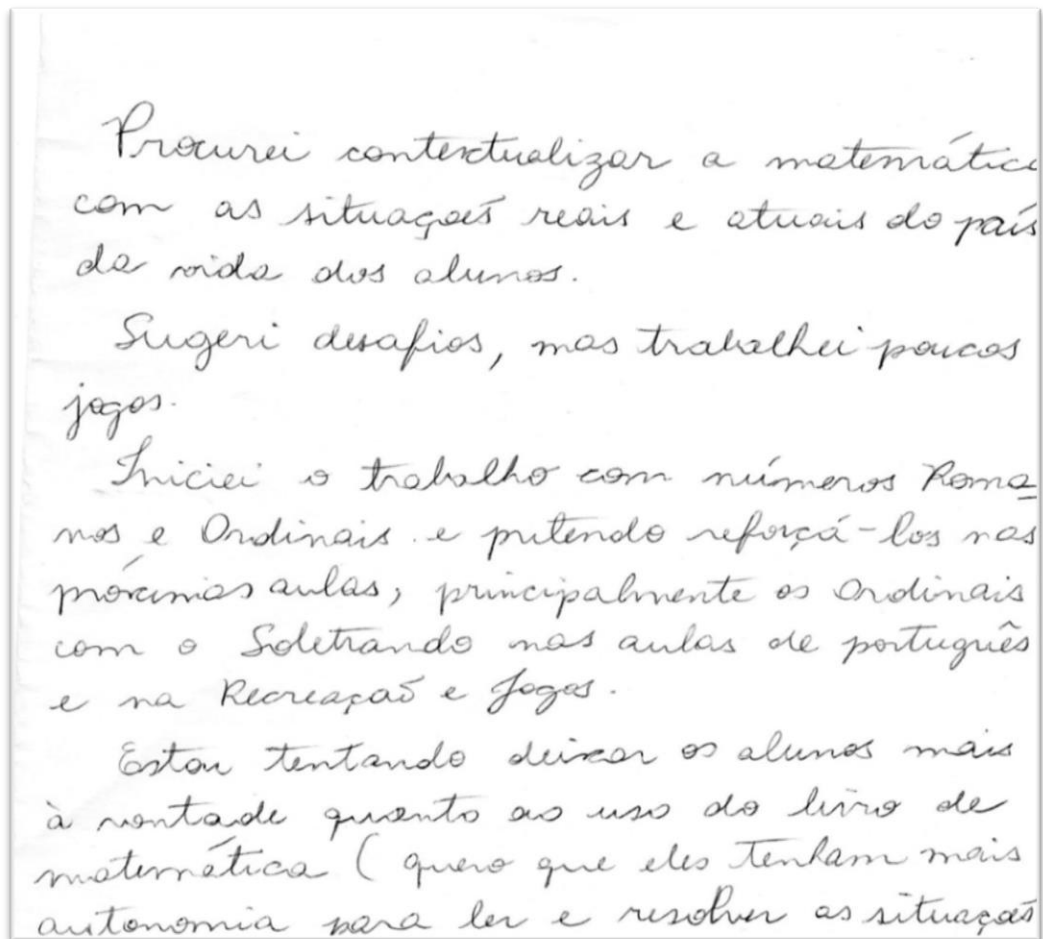 Procurei contextualizar a matemática
com as situações reais e atuais do país
da vida dos alunos.
Sugeri desafios, mas trabalhei poucos
jogos.
Iniciei o trabalho com números Roma-
nos e Ordinais e pretendo reforçá-los nas
próximas aulas, principalmente os Ordinais
com o Soletrando nas aulas de português
e na Recreação e Jogos.
Estou tentando deixar os alunos mais
à vontade quanto ao uso do livro de
matemática (quero que eles tenham mais
autonomia para ler e resolver as situações